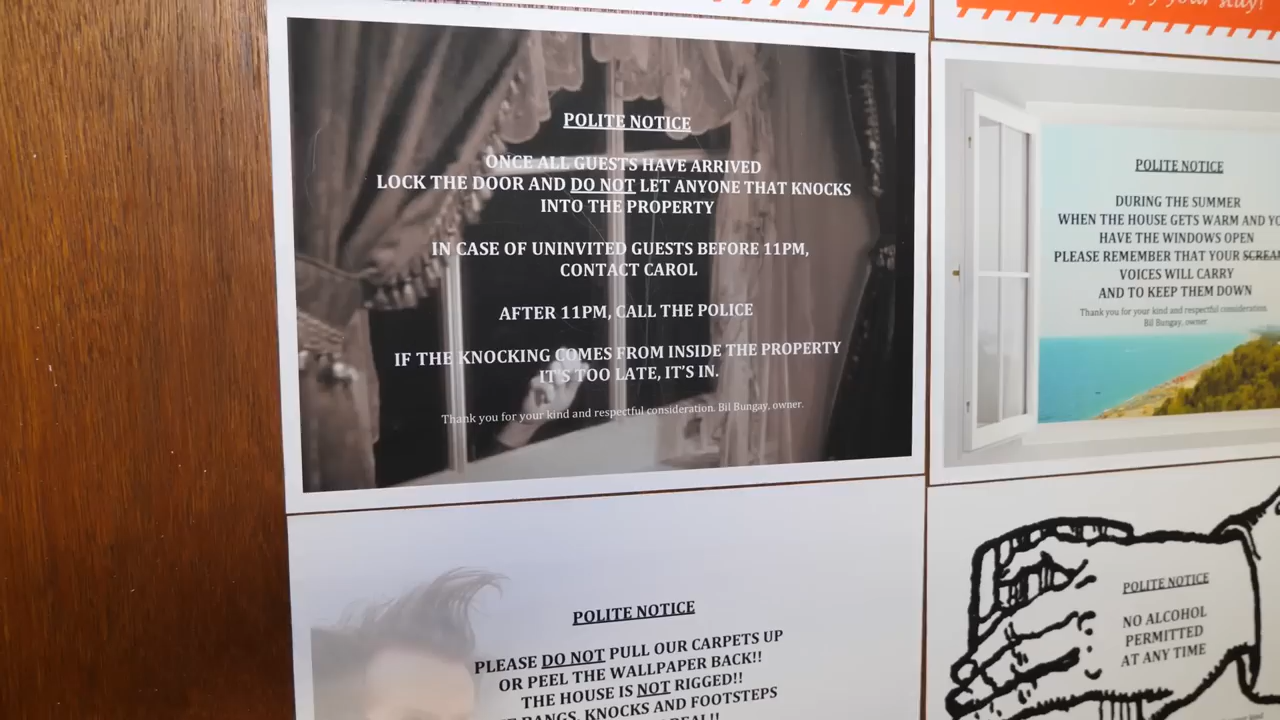 enjoy your stay!
POLITE NOTICE
ONCE ALL GUESTS HAVE ARRIVED
LOCK THE DOOR AND DO NOT LET ANYONE THAT KNOCKS
INTO THE PROPERTY
IN CASE OF UNINVITED GUESTS BEFORE 11PM,
CONTACT CAROL
AFTER 11PM, CALL THE POLICE
IF THE KNOCKING COMES FROM INSIDE THE PROPERTY
IT'S TOO LATE, IT'S IN.
Thank you for your kind and respectful consideration. Bil Bungay, owner.
POLITE NOTICE
DURING THE SUMMER
WHEN THE HOUSE GETS WARM AND
HAVE THE WINDOWS OPEN
PLEASE REMEMBER THAT YOUR
VOICES WILL CARRY
AND TO KEEP THEM DOWN
Thank you for your kind and respectful consideration.
Bil Bungay, owner
POLITE NOTICE
PLEASE DO NOT PULL OUR CARPETS UP
OR PEEL THE WALLPAPER BACK!!
THE HOUSE IS NOT RIGGED!!
BANGS, KNOCKS AND FOOTSTEPS
POLITE NOTICE
NO ALCOHOL
PERMITTED
AT ANY TIME